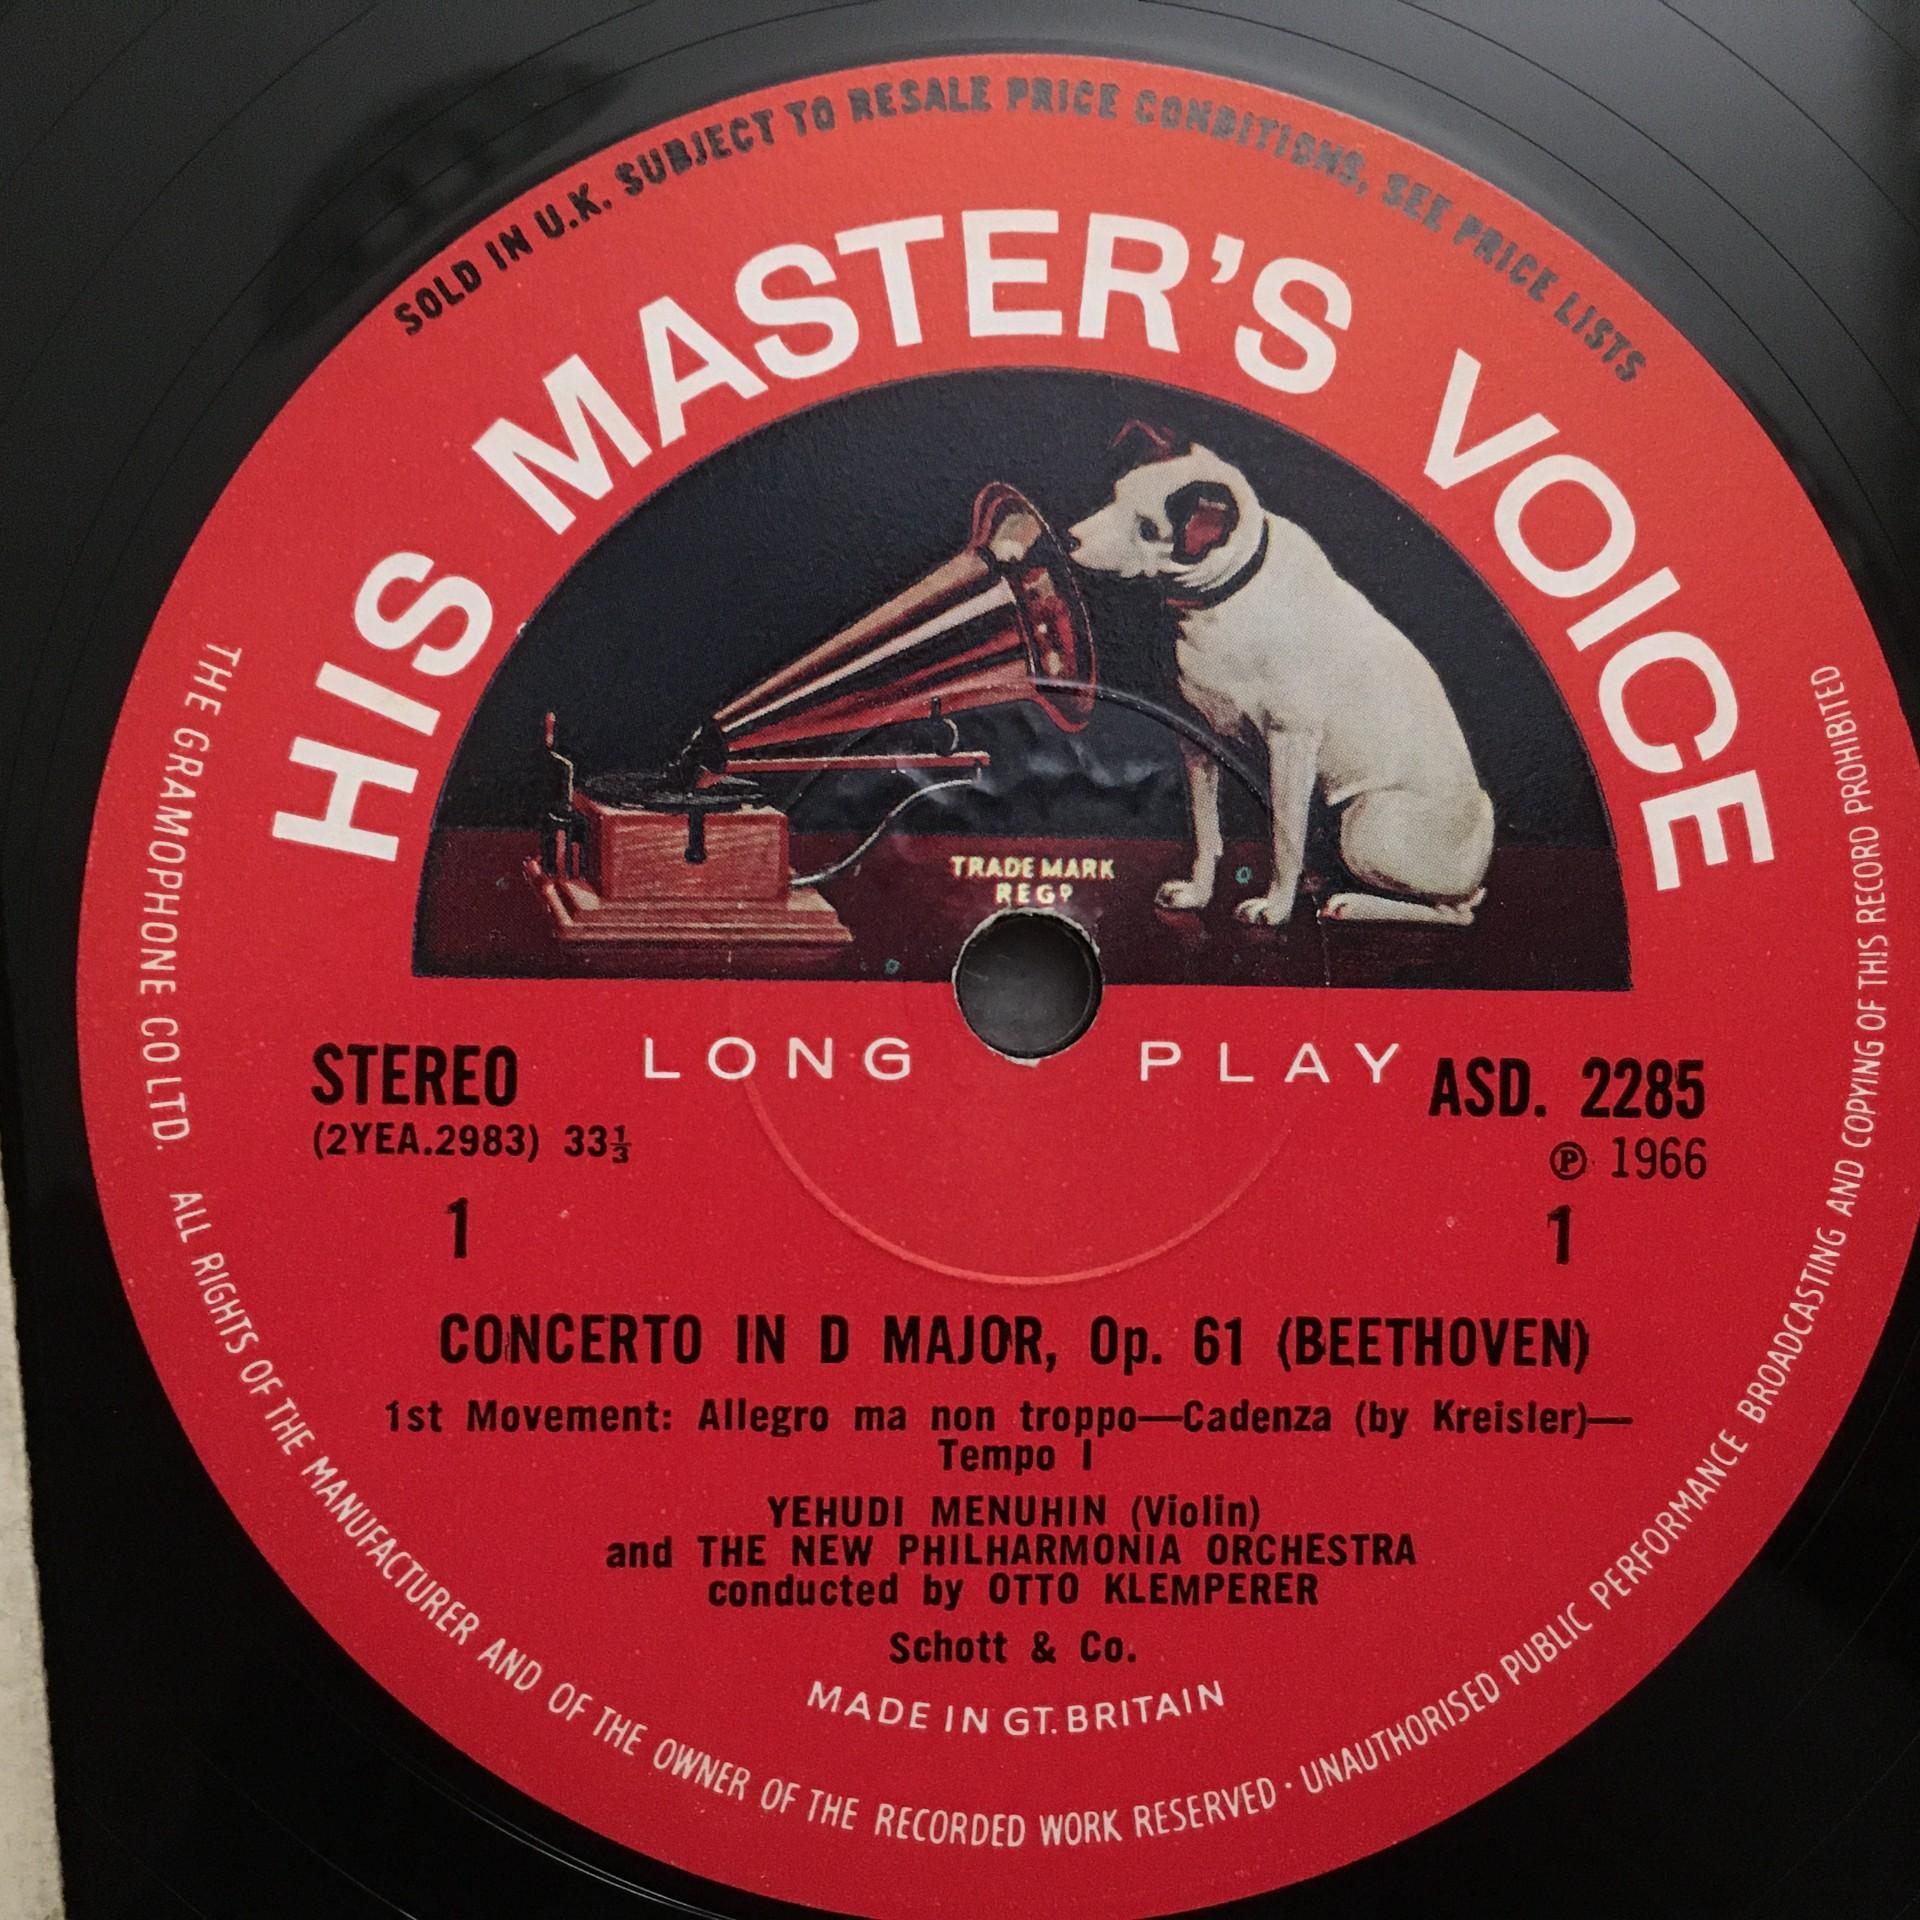 SOLD IN U.K. SUBJECT TO RESALE PRICE CONDITIONS, SEE PRICE LISTS
HIS MASTER'S VOICE
TRADE MARK
REGD
LONG PLAY
STEREO
ASD. 2285
(2YEA.2983) 33⅓
℗ 1966
1
1
CONCERTO IN D MAJOR, Op. 61 (BEETHOVEN)
1st Movement: Allegro ma non troppo—Cadenza (by Kreisler)—
Tempo I
YEHUDI MENUHIN (Violin)
and THE NEW PHILHARMONIA ORCHESTRA
conducted by OTTO KLEMPERER
Schott & Co.
MADE IN GT. BRITAIN
THE GRAMOPHONE CO LTD. ALL RIGHTS OF THE MANUFACTURER AND OF THE OWNER OF THE RECORDED WORK RESERVED · UNAUTHORISED PUBLIC PERFORMANCE BROADCASTING AND COPYING OF THIS RECORD PROHIBITED